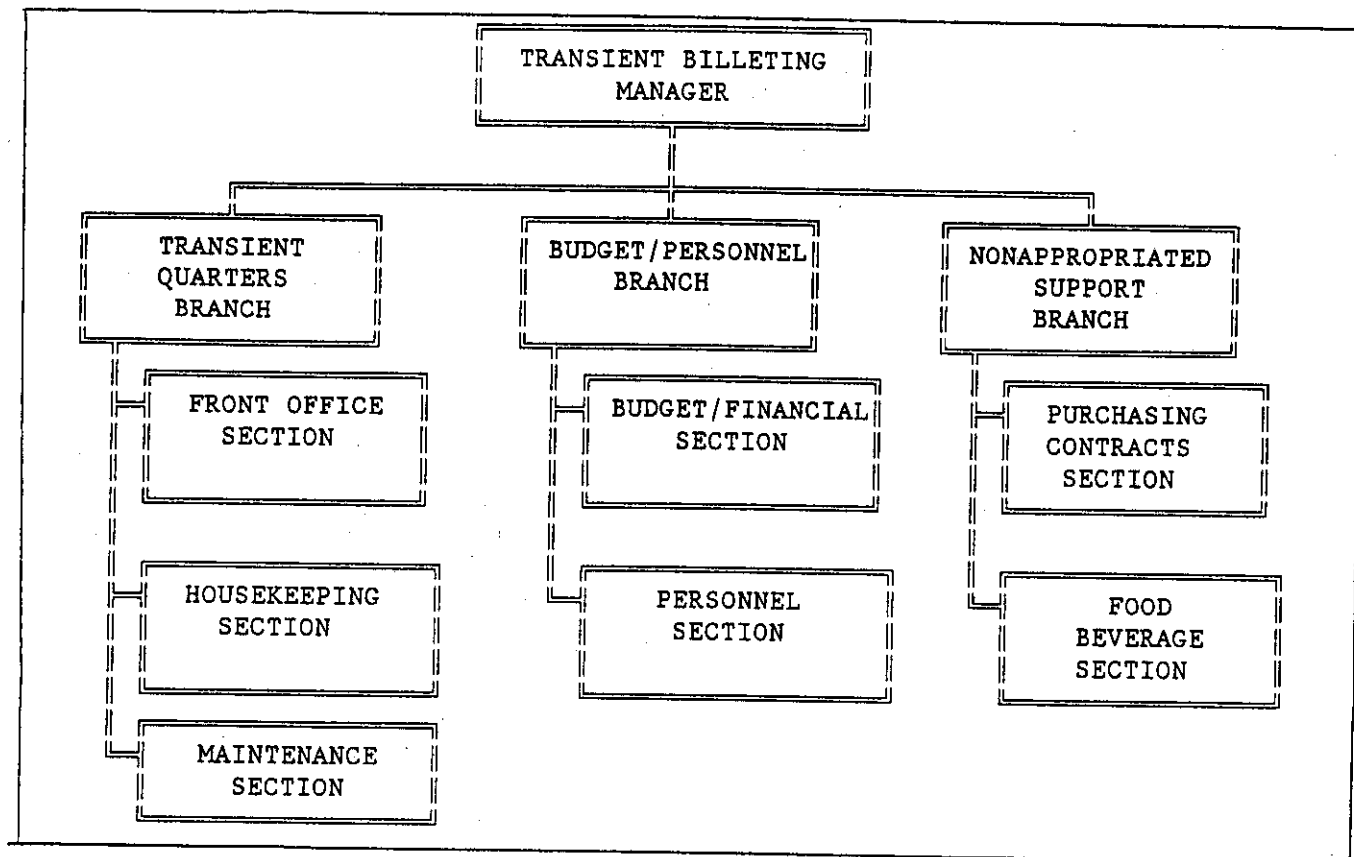 TRANSIENT BILLETING
MANAGER
TRANSIENT
QUARTERS
BRANCH
BUDGET/PERSONNEL
BRANCH
NONAPPROPRIATED
SUPPORT
BRANCH
FRONT OFFICE
SECTION
BUDGET/FINANCIAL
SECTION
PURCHASING
CONTRACTS
SECTION
HOUSEKEEPING
SECTION
PERSONNEL
SECTION
FOOD
BEVERAGE
SECTION
MAINTENANCE
SECTION